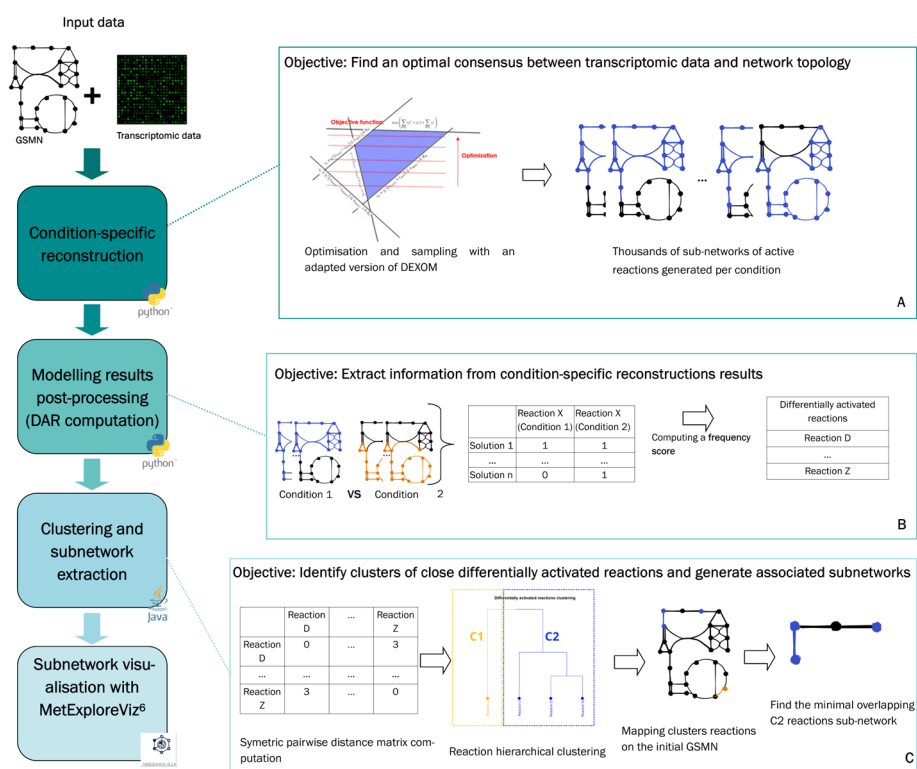 Input data
GSMN
Transcriptomic data
Condition-specific
reconstruction
python
Modelling results
post-processing
(DAR computation)
python
Clustering and
subnetwork
extraction
Java
Subnetwork visu-
alisation with
MetExploreViz⁶
Objective: Find an optimal consensus between transcriptomic data and network topology
Objective function
Optimization
Optimisation and sampling with an
adapted version of DEXOM
...
Thousands of sub-networks of active
reactions generated per condition
A
Objective: Extract information from condition-specific reconstructions results
...
...
Condition 1 VS Condition 2
Reaction X Reaction X
(Condition 1) (Condition 2)
Solution 1 1 1
... ... ...
Solution n 0 1
Computing a frequency
score
Differentially activated
reactions
Reaction D
...
Reaction Z
B
Objective: Identify clusters of close differentially activated reactions and generate associated subnetworks
Reaction ... Reaction
D Z
Reaction 0 ... 3
D
... ... ...
Reaction 3 ... 0
Z
Symetric pairwise distance matrix com-
putation
Differentially activated reactions clustering
C1 C2
Reaction hierarchical clustering
Mapping clusters reactions
on the initial GSMN
Find the minimal overlapping
C2 reactions sub-network
C